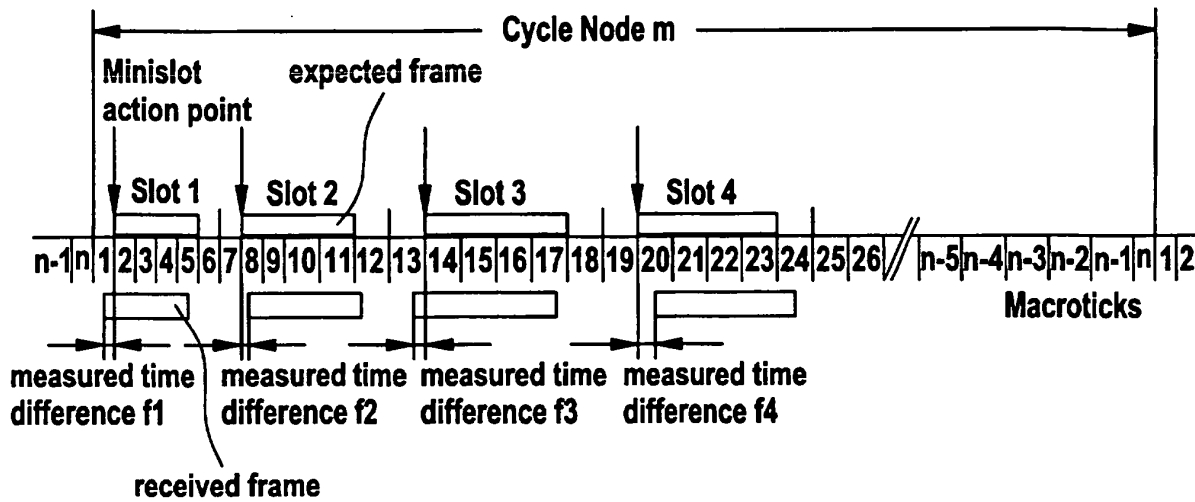 Cycle Node m
Minislot
action point
expected frame
Slot 1
Slot 2
Slot 3
Slot 4
n-1 n 1 2 3 4 5 6 7 8 9 10 11 12 13 14 15 16 17 18 19 20 21 22 23 24 25 26 n-5 n-4 n-3 n-2 n-1 n 1 2
Macroticks
measured time
difference f1
measured time
difference f2
measured time
difference f3
measured time
difference f4
received frame